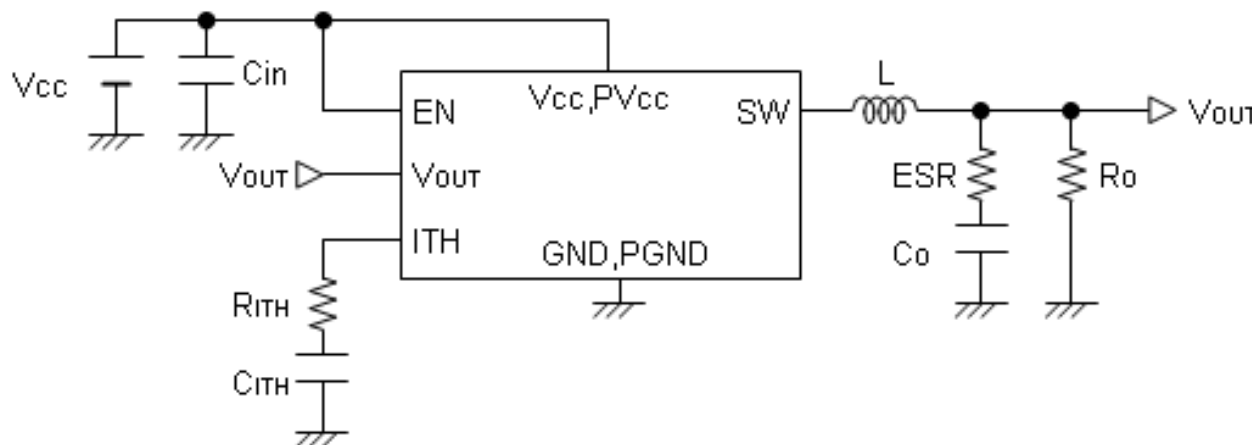 Vcc
Cin
EN
Vcc,PVcc
SW
L
VOUT
VOUT
VOUT
ESR
Ro
Co
ITH
GND,PGND
RITH
CITH